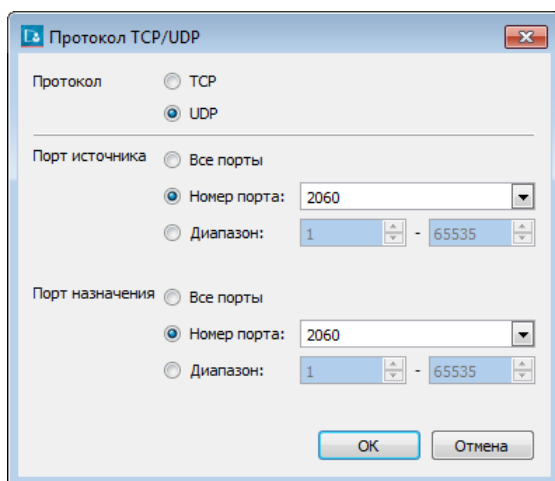 Протокол TCP/UDP
Протокол TCP
UDP
Порт источника Все порты
Номер порта: 2060
Диапазон: 1 - 65535
Порт назначения Все порты
Номер порта: 2060
Диапазон: 1 - 65535
OK Отмена